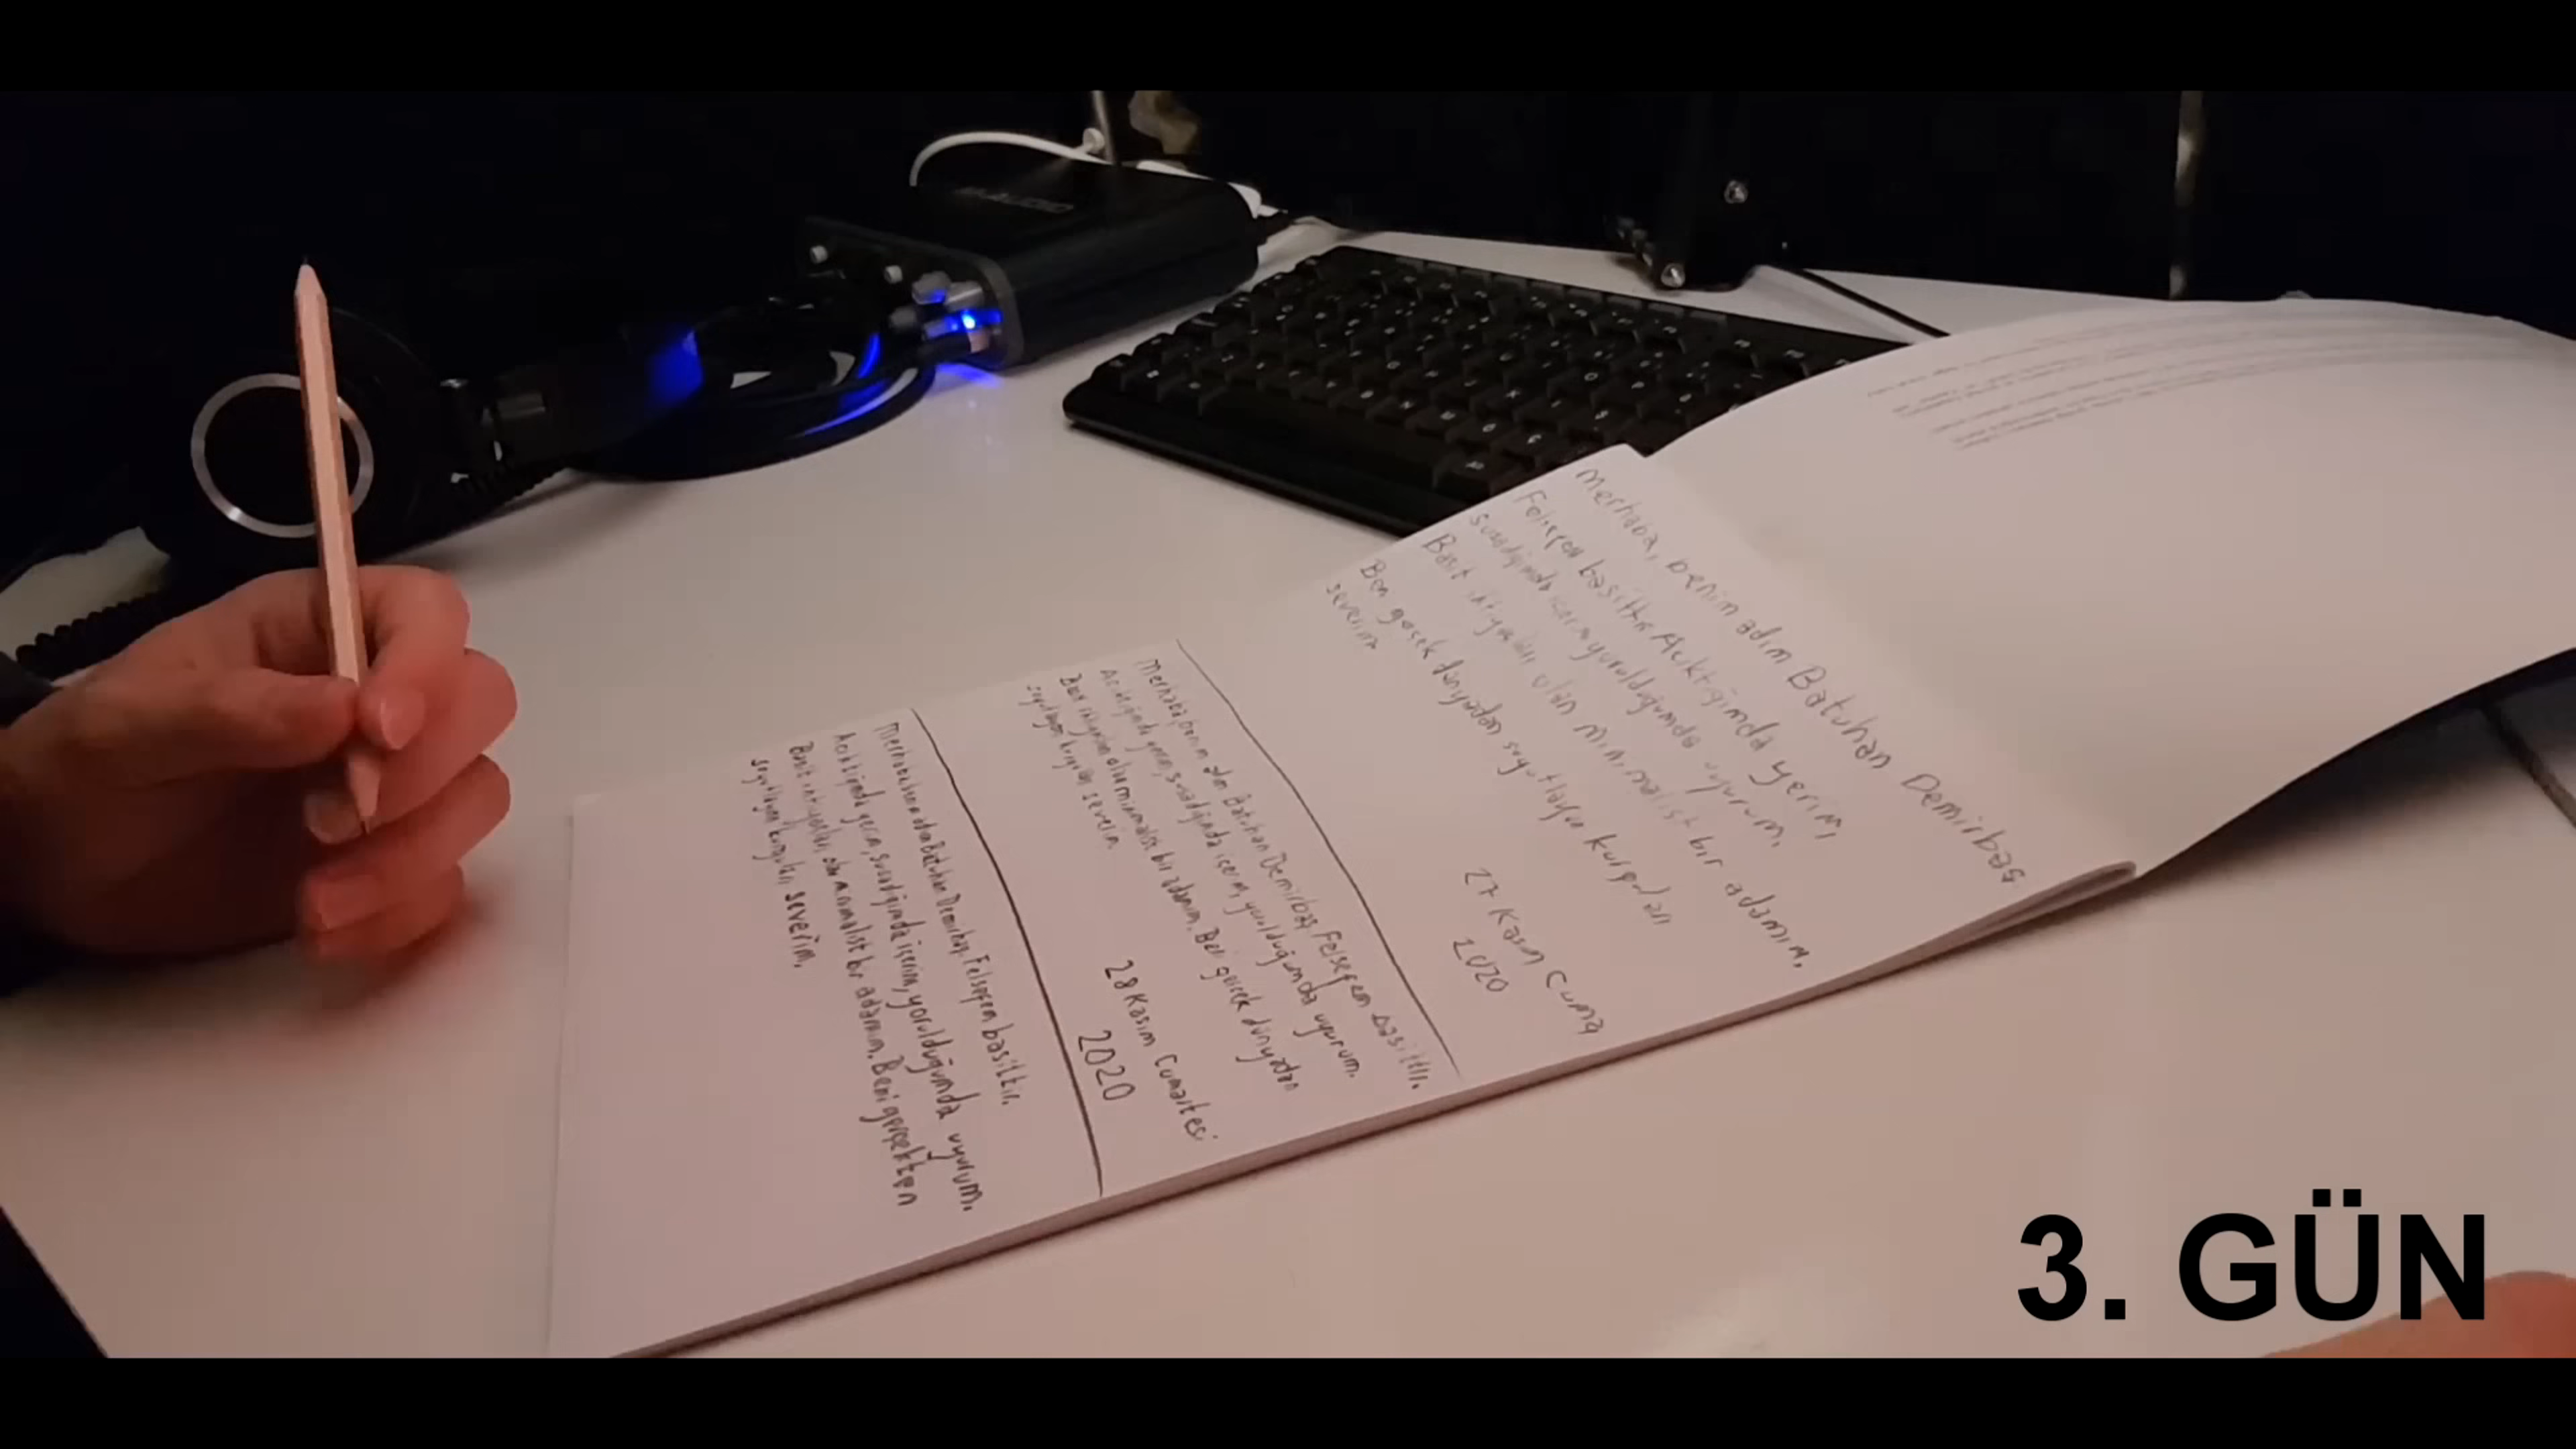 M-AUDIO
Merhaba, benim adım Batuhan Demirbaş
Felsefem basittir Acıktığımda yerim,
susadığımda içerim yorulduğumda uyurum,
Basit ihtiyaçları olan minimalist bir adamım,
Ben gerçek dünyadan soyutlayan kurguları
severim
27 Kasım Cuma
2020
Merhaba, benim adım Batuhan Demirbaş, Felsefem basittir.
Acıktığımda yerim, susadığımda içerim, yorulduğumda uyurum.
Basit ihtiyaçları olan minimalist bir adamım. Beni gerçek dünyadan
soyutlayan kurguları severim
28 Kasım Cumartesi
2020
Merhaba benim adım Batuhan Demirbaş, Felsefem basittir.
Acıktığımda yerim, susadığımda içerim, yorulduğumda uyurum.
Basit ihtiyaçları olan minimalist bir adamım. Beni gerçekten
soyutlayan kurguları severim.
3. GÜN